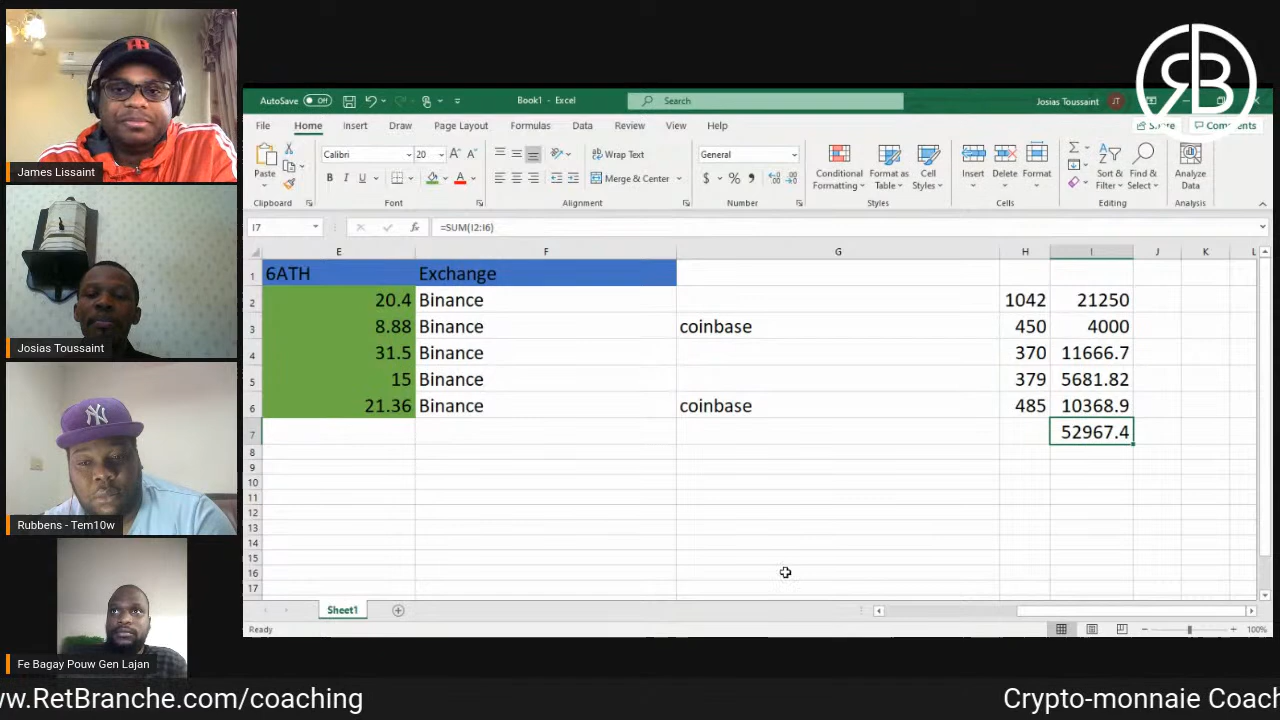 James Lissaint
Josias Toussaint
Rubbens - Tem10w
Fe Bagay Pouw Gen Lajan
RB
AutoSave Off
Book1 - Excel
Search
Josias Toussaint JT
File Home Insert Draw Page Layout Formulas Data Review View Help
Share Comments
Paste
Calibri 20
Wrap Text
Merge & Center
General
Conditional Formatting
Format as Table
Cell Styles
Insert Delete Format
Sort & Filter
Find & Select
Analyze Data
Clipboard Font Alignment Number Styles Cells Editing Analysis
I7 fx =SUM(I2:I6)
E F G H I J K L
1 6ATH Exchange
2 20.4 Binance 1042 21250
3 8.88 Binance coinbase 450 4000
4 31.5 Binance 370 11666.7
5 15 Binance 379 5681.82
6 21.36 Binance coinbase 485 10368.9
7 52967.4
8
9
10
11
12
13
14
15
16
17
Sheet1
Ready 100%
w.RetBranche.com/coaching
Crypto-monnaie Coach